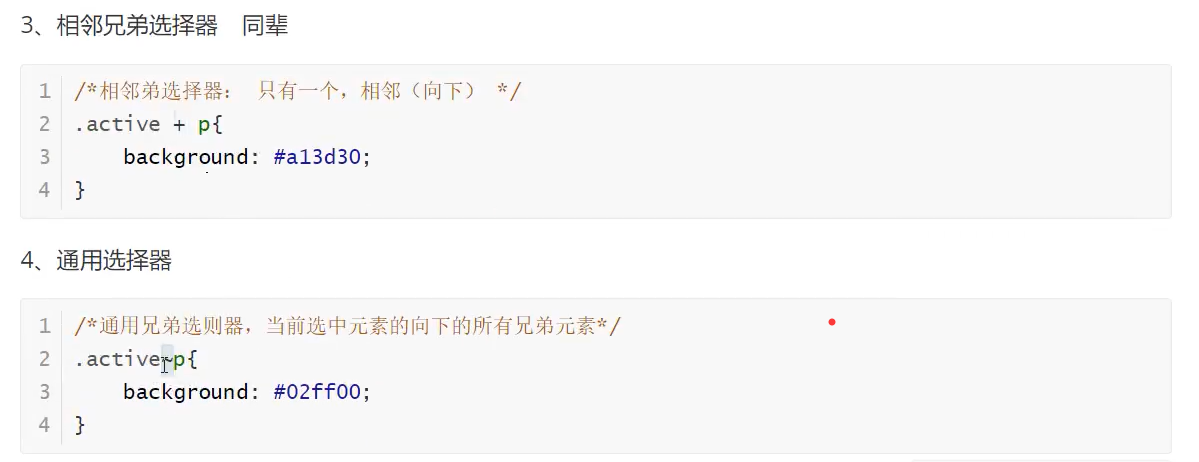 3、相邻兄弟选择器 同辈
1 /*相邻弟选择器： 只有一个，相邻（向下） */
2 .active + p{
3     background: #a13d30;
4 }
4、通用选择器
1 /*通用兄弟选则器，当前选中元素的向下的所有兄弟元素*/
2 .active~p{
3     background: #02ff00;
4 }